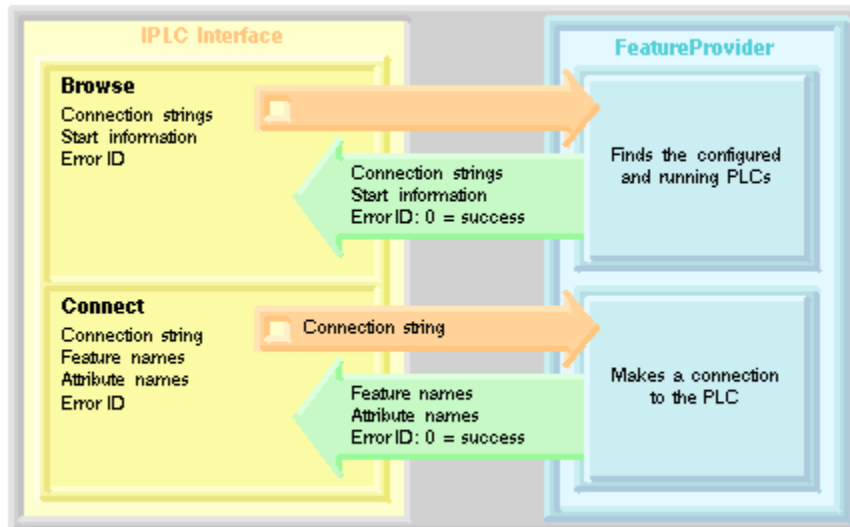 IPLC Interface
FeatureProvider
Browse
Connection strings
Start information
Error ID
Connection strings
Start information
Error ID: 0 = success
Finds the configured
and running PLCs
Connect
Connection string
Feature names
Attribute names
Error ID
Connection string
Feature names
Attribute names
Error ID: 0 = success
Makes a connection
to the PLC